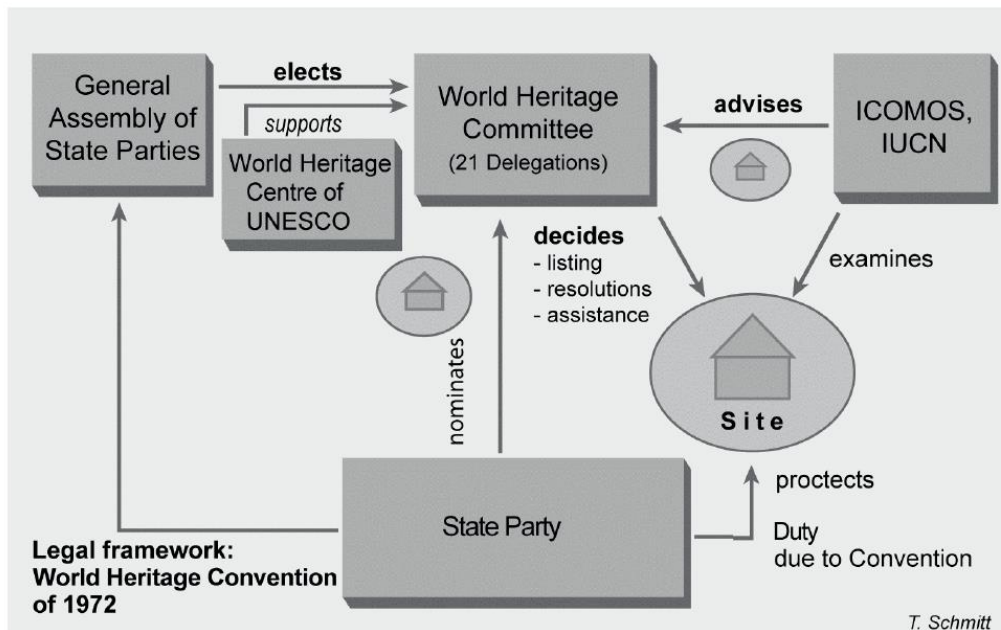 General
Assembly of
State Parties
elects
supports
World Heritage
Centre of
UNESCO
World Heritage
Committee
(21 Delegations)
advises
ICOMOS,
IUCN
decides
- listing
- resolutions
- assistance
examines
nominates
Site
State Party
proctects
Duty
due to Convention
Legal framework:
World Heritage Convention
of 1972
T. Schmitt